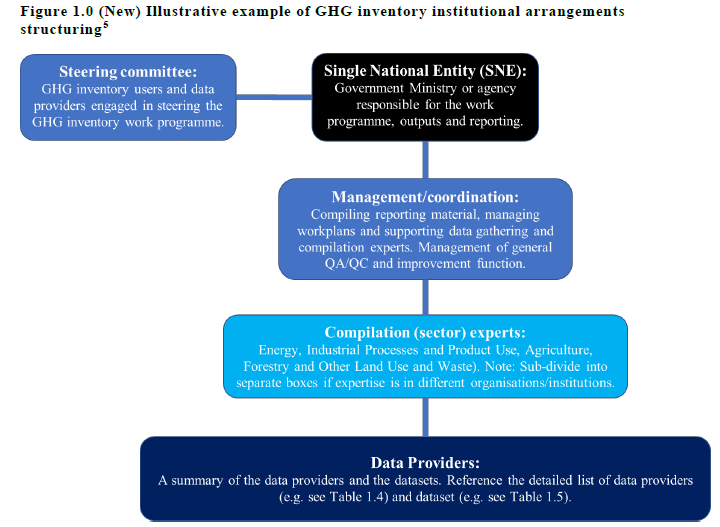 Figure 1.0 (New) Illustrative example of GHG inventory institutional arrangements
structuring5
Steering committee:
GHG inventory users and data
providers engaged in steering the
GHG inventory work programme.
Single National Entity (SNE):
Government Ministry or agency
responsible for the work
programme, outputs and reporting.
Management/coordination:
Compiling reporting material, managing
workplans and supporting data gathering and
compilation experts. Management of general
QA/QC and improvement function.
Compilation (sector) experts:
Energy, Industrial Processes and Product Use, Agriculture,
Forestry and Other Land Use and Waste). Note: Sub-divide into
separate boxes if expertise is in different organisations/institutions.
Data Providers:
A summary of the data providers and the datasets. Reference the detailed list of data providers
(e.g. see Table 1.4) and dataset (e.g. see Table 1.5).